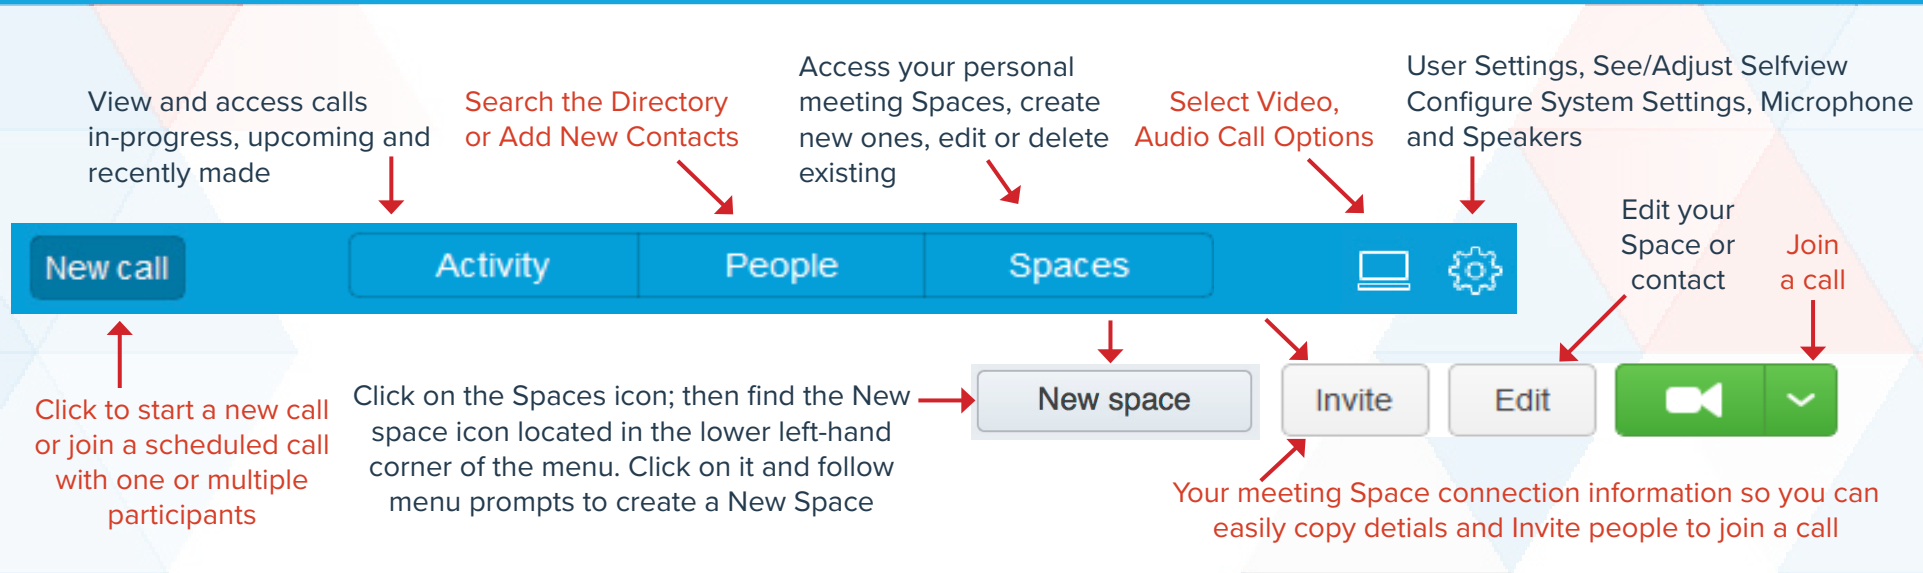 View and access calls
in-progress, upcoming and
recently made
Search the Directory
or Add New Contacts
Access your personal
meeting Spaces, create
new ones, edit or delete
existing
Select Video,
Audio Call Options
User Settings, See/Adjust Selfview
Configure System Settings, Microphone
and Speakers
Edit your
Space or
contact
Join
a call
New call
Activity
People
Spaces
Click to start a new call
or join a scheduled call
with one or multiple
participants
Click on the Spaces icon; then find the New
space icon located in the lower left-hand
corner of the menu. Click on it and follow
menu prompts to create a New Space
New space
Invite
Edit
Your meeting Space connection information so you can
easily copy detials and Invite people to join a call